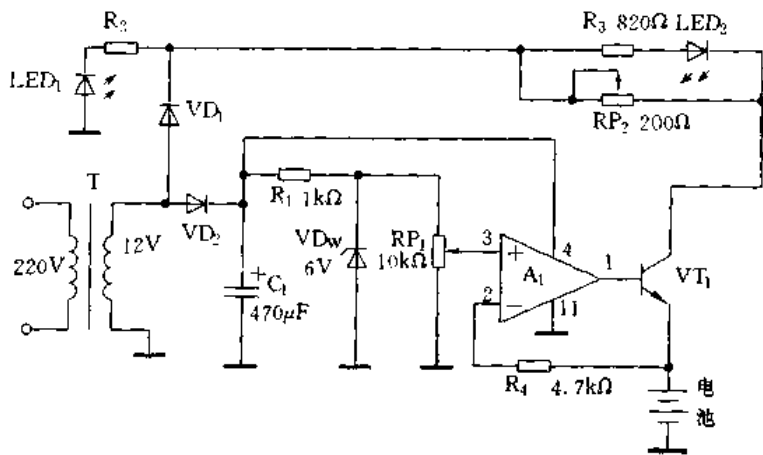 R₂
R₃ 820Ω LED₂
LED₁
VD₁
RP₂ 200Ω
T
R₁ 1kΩ
VD₂
12V
220V
VDw
6V
RP₁
10kΩ
C₁
470μF
+
3
+
A₁
4
1
2
−
11
VT₁
R₄ 4.7kΩ
电
池